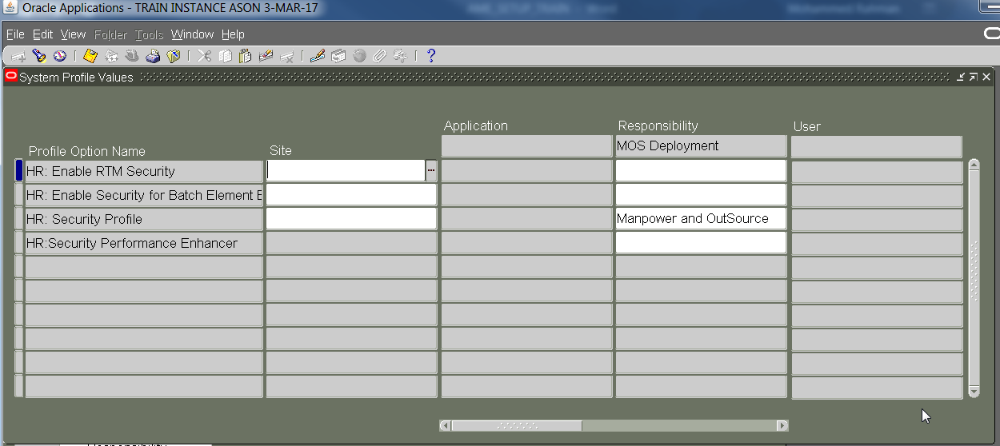 Oracle Applications - TRAIN INSTANCE ASON 3-MAR-17
File Edit View Folder Tools Window Help
System Profile Values
Application Responsibility User
Profile Option Name Site MOS Deployment
HR: Enable RTM Security
HR: Enable Security for Batch Element E
HR: Security Profile Manpower and OutSource
HR:Security Performance Enhancer